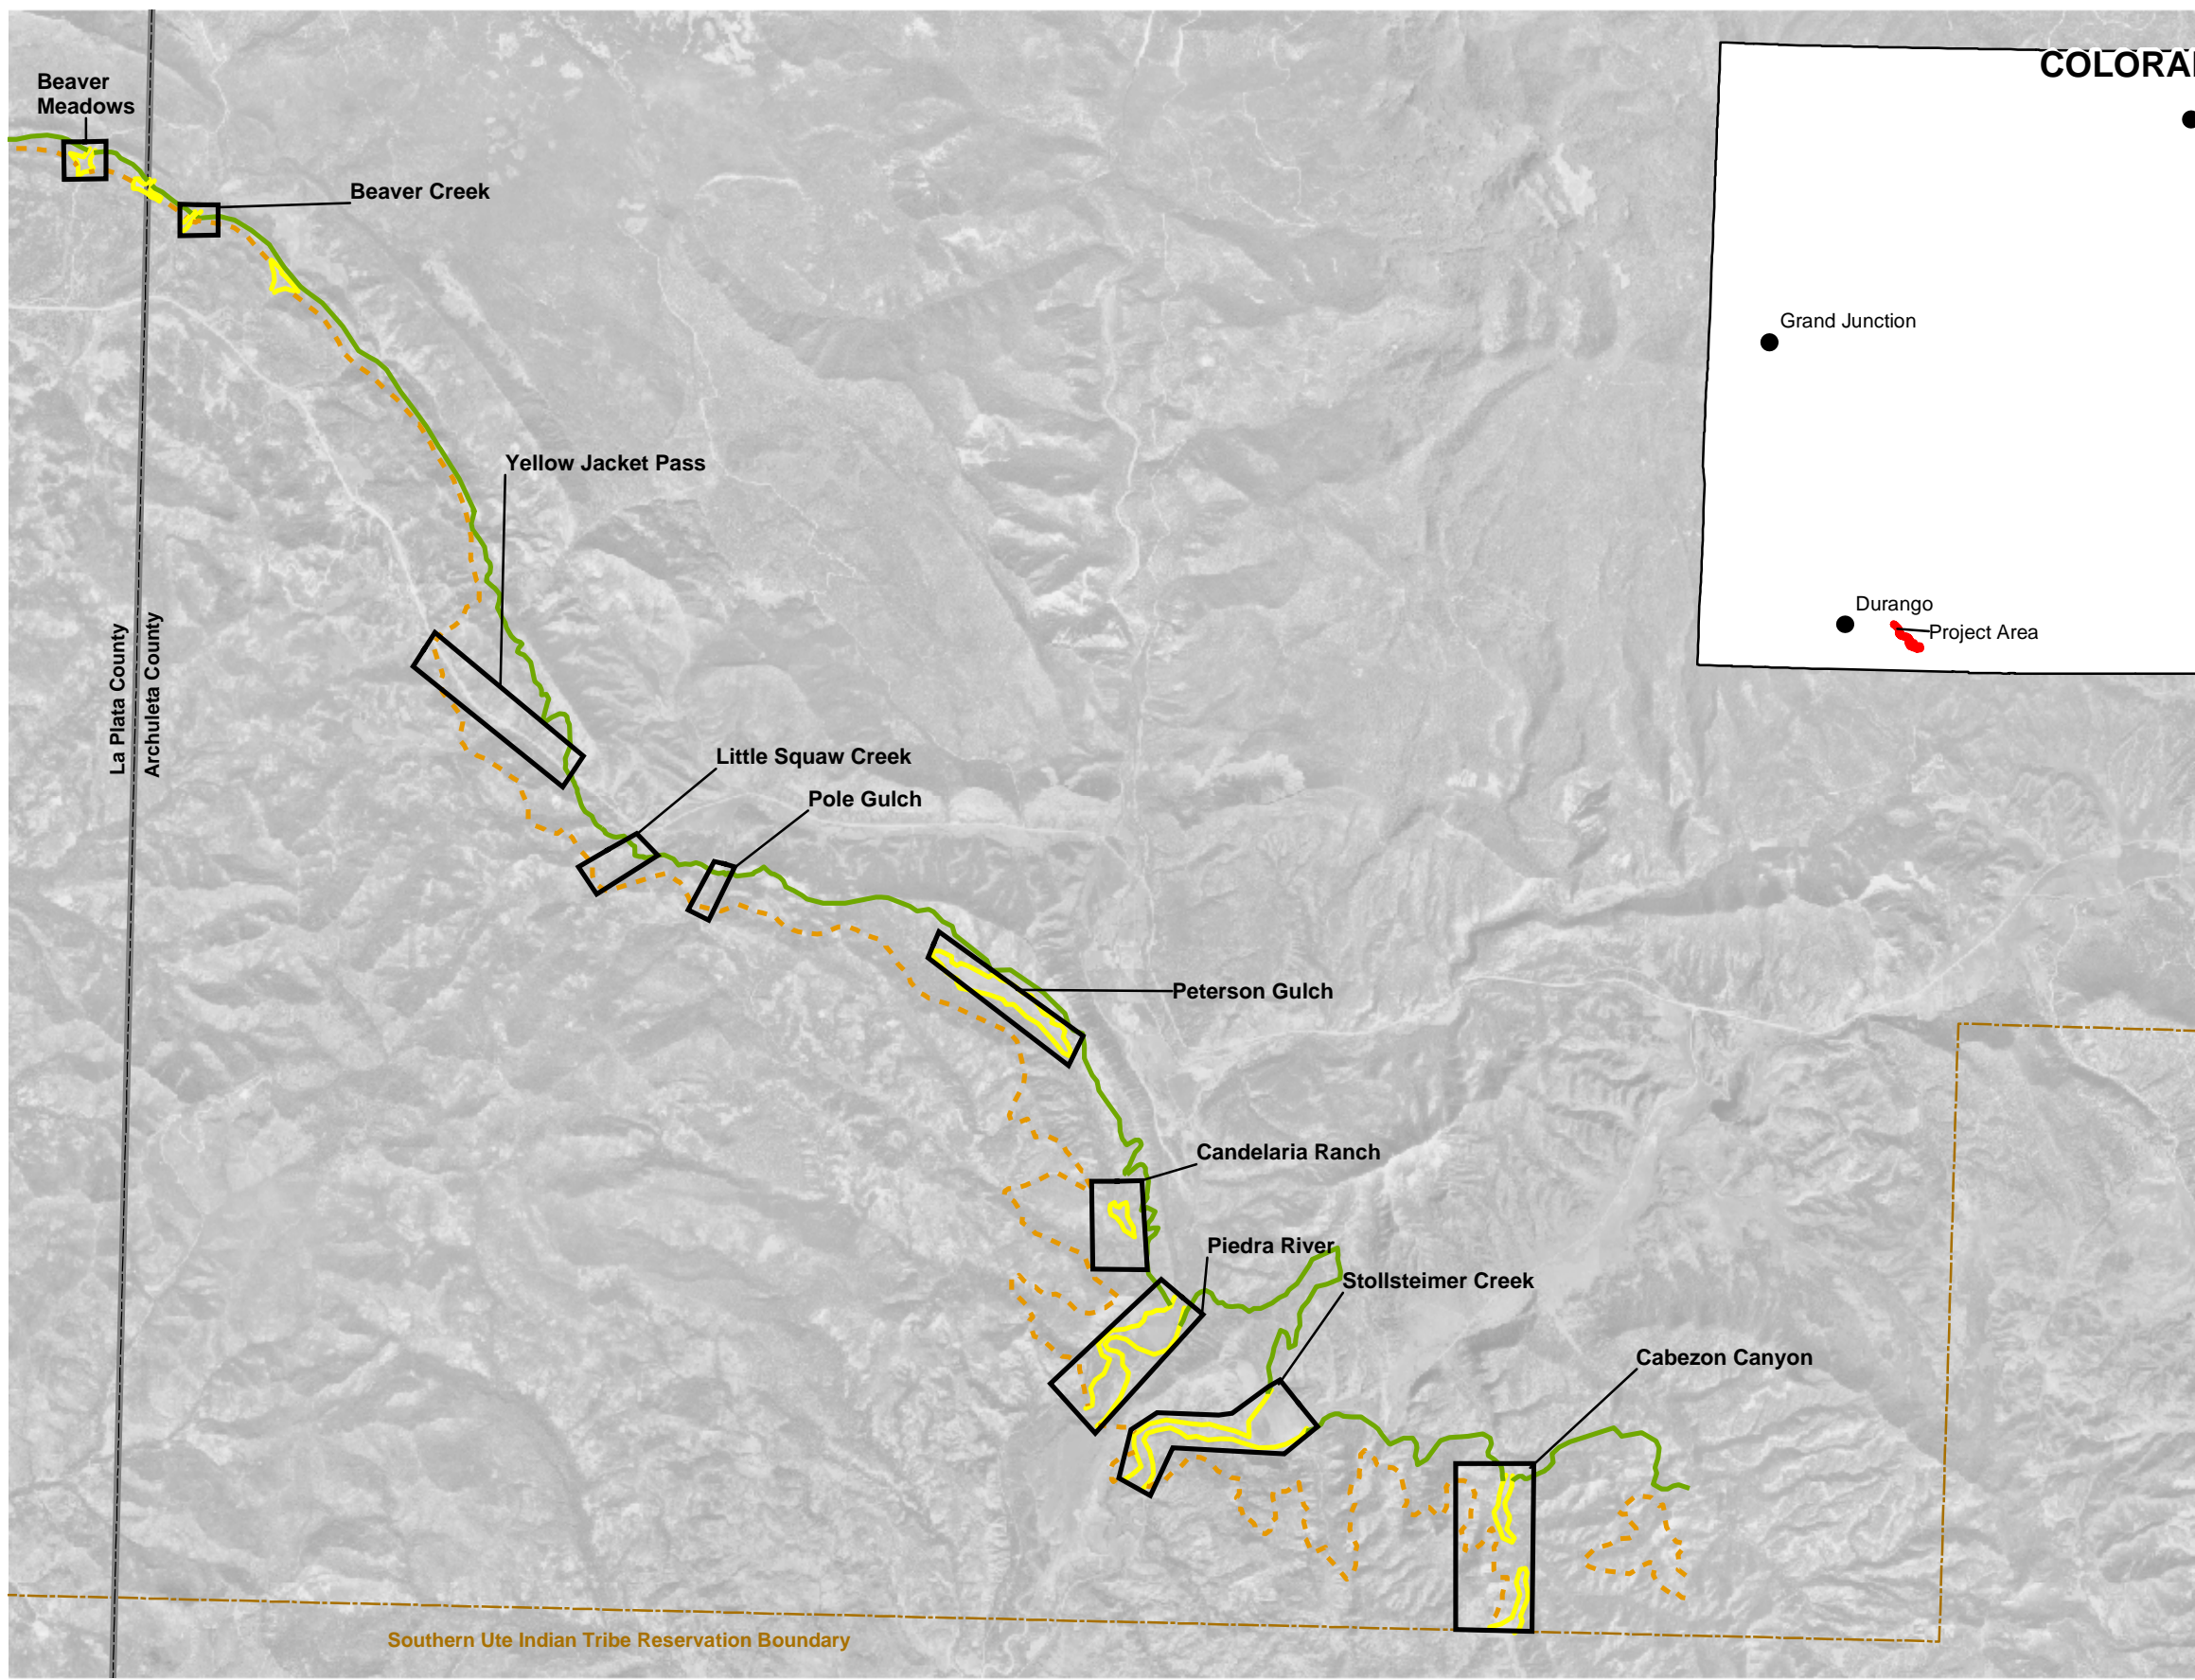 COLORA
Beaver
Meadows
Beaver Creek
Grand Junction
Yellow Jacket Pass
Durango
Project Area
La Plata County
Archuleta County
Little Squaw Creek
Pole Gulch
Peterson Gulch
Candelaria Ranch
Piedra River
Stollsteimer Creek
Cabezon Canyon
Southern Ute Indian Tribe Reservation Boundary